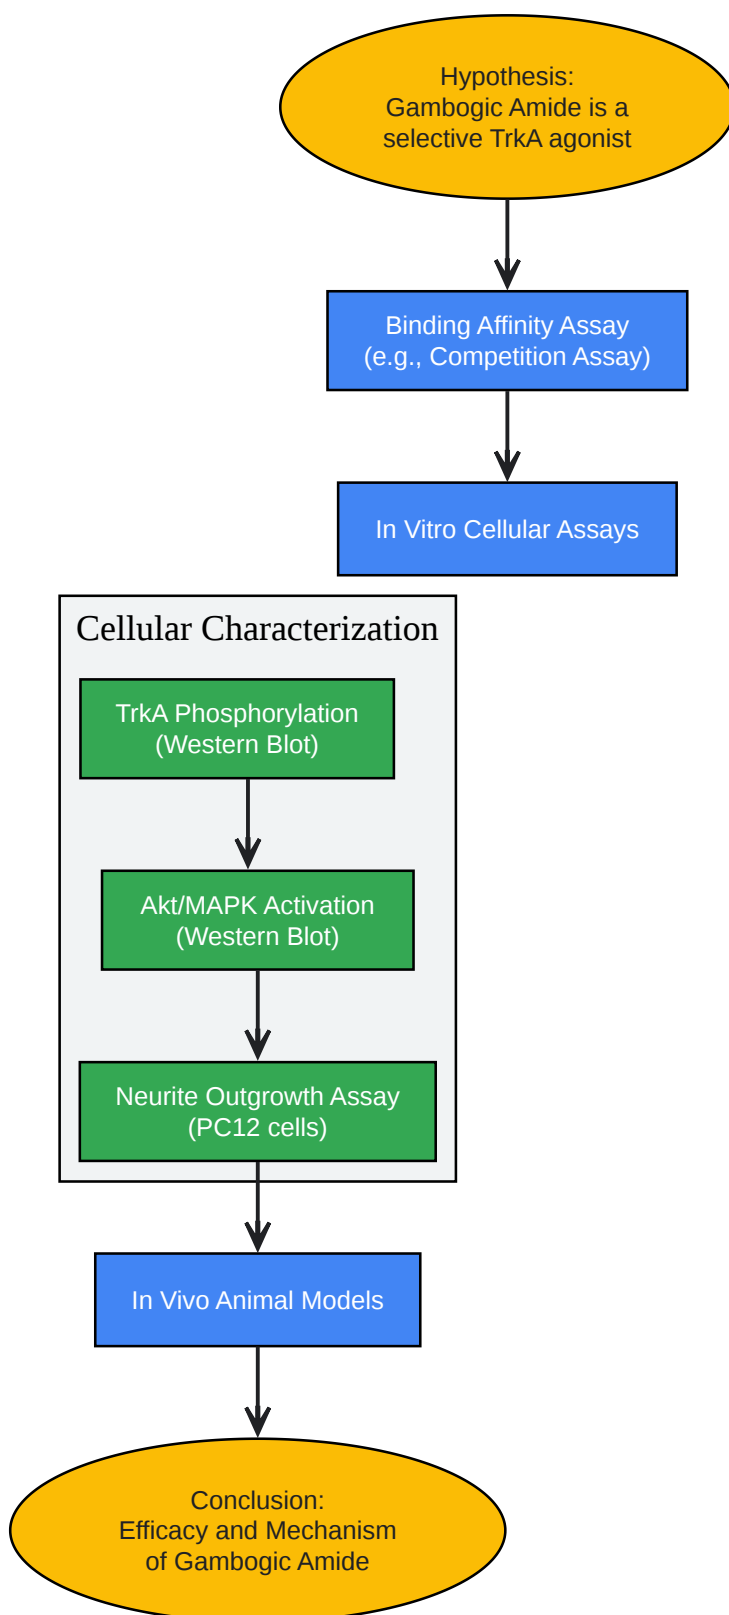 Hypothesis:
Gambogic Amide is a
selective TrkA agonist
Binding Affinity Assay
(e.g., Competition Assay)
In Vitro Cellular Assays
Cellular Characterization
TrkA Phosphorylation
(Western Blot)
Akt/MAPK Activation
(Western Blot)
Neurite Outgrowth Assay
(PC12 cells)
In Vivo Animal Models
Conclusion:
Efficacy and Mechanism
of Gambogic Amide